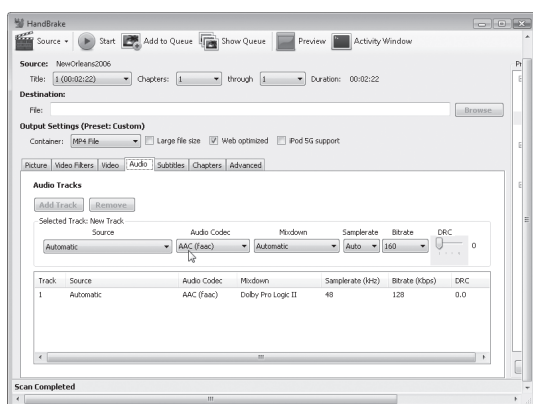 HandBrake
Source Start Add to Queue Show Queue Preview Activity Window
Source: NewOrleans2006
Title: 1 (00:02:22) Chapters: 1 through 1 Duration: 00:02:22
Destination:
File: Browse
Output Settings (Preset: Custom)
Container: MP4 File Large file size Web optimized iPod 5G support
Picture Video Filters Video Audio Subtitles Chapters Advanced
Audio Tracks
Add Track Remove
Selected Track: New Track
Source Audio Codec Mixdown Samplerate Bitrate DRC
Automatic AAC (faac) Automatic Auto 160 0
Track Source Audio Codec Mixdown Samplerate (kHz) Bitrate (Kbps) DRC
1 Automatic AAC (faac) Dolby Pro Logic II 48 128 0.0
Scan Completed